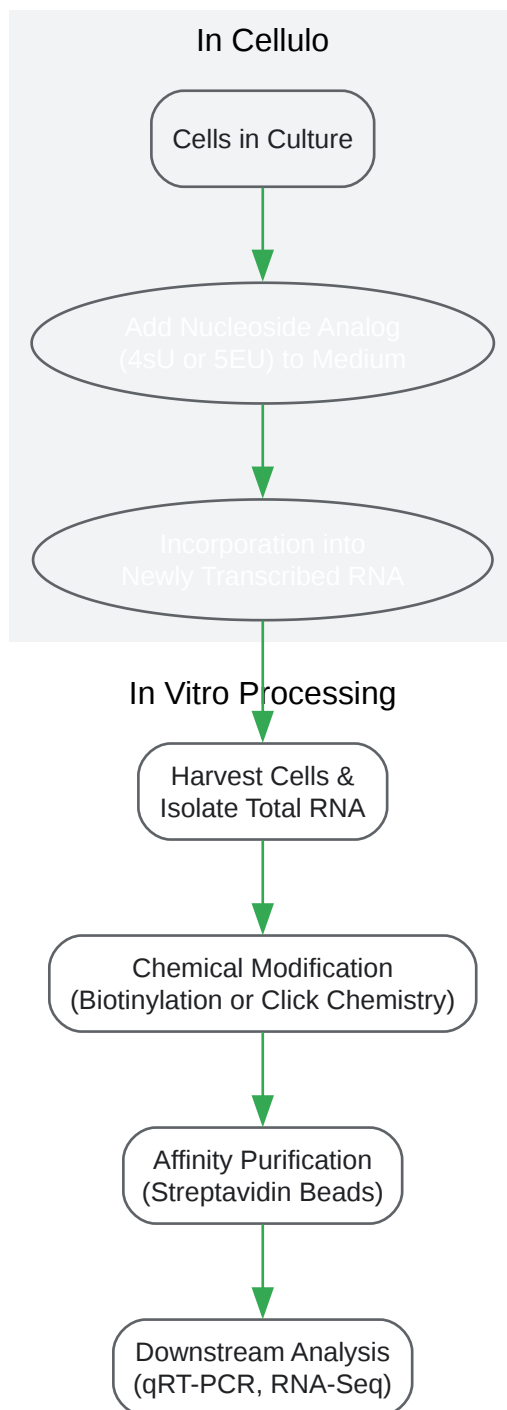 In Cellulo
Cells in Culture
Add Nucleoside Analog
(4sU or 5EU) to Medium
Incorporation into
Newly Transcribed RNA
In Vitro Processing
Harvest Cells &
Isolate Total RNA
Chemical Modification
(Biotinylation or Click Chemistry)
Affinity Purification
(Streptavidin Beads)
Downstream Analysis
(qRT-PCR, RNA-Seq)